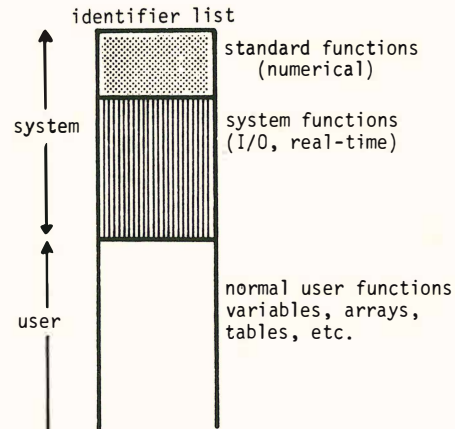 identifier list
standard functions
(numerical)
system
system functions
(I/O, real-time)
user
normal user functions
variables, arrays,
tables, etc.